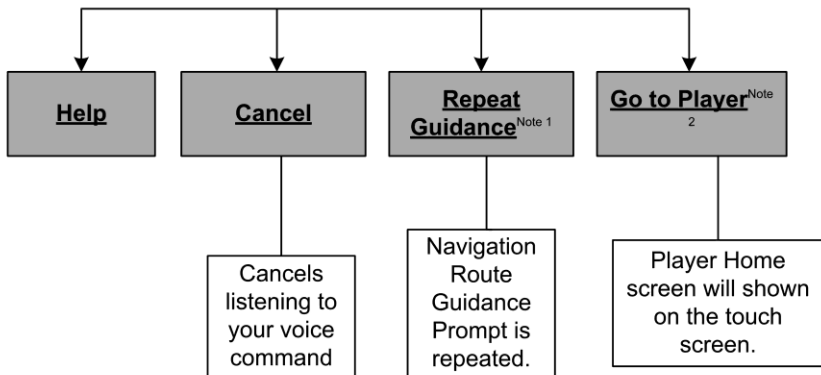 Help
Cancel
Repeat
Guidance Note 1
Go to Player Note
2
Cancels
listening to
your voice
command
Navigation
Route
Guidance
Prompt is
repeated.
Player Home
screen will shown
on the touch
screen.